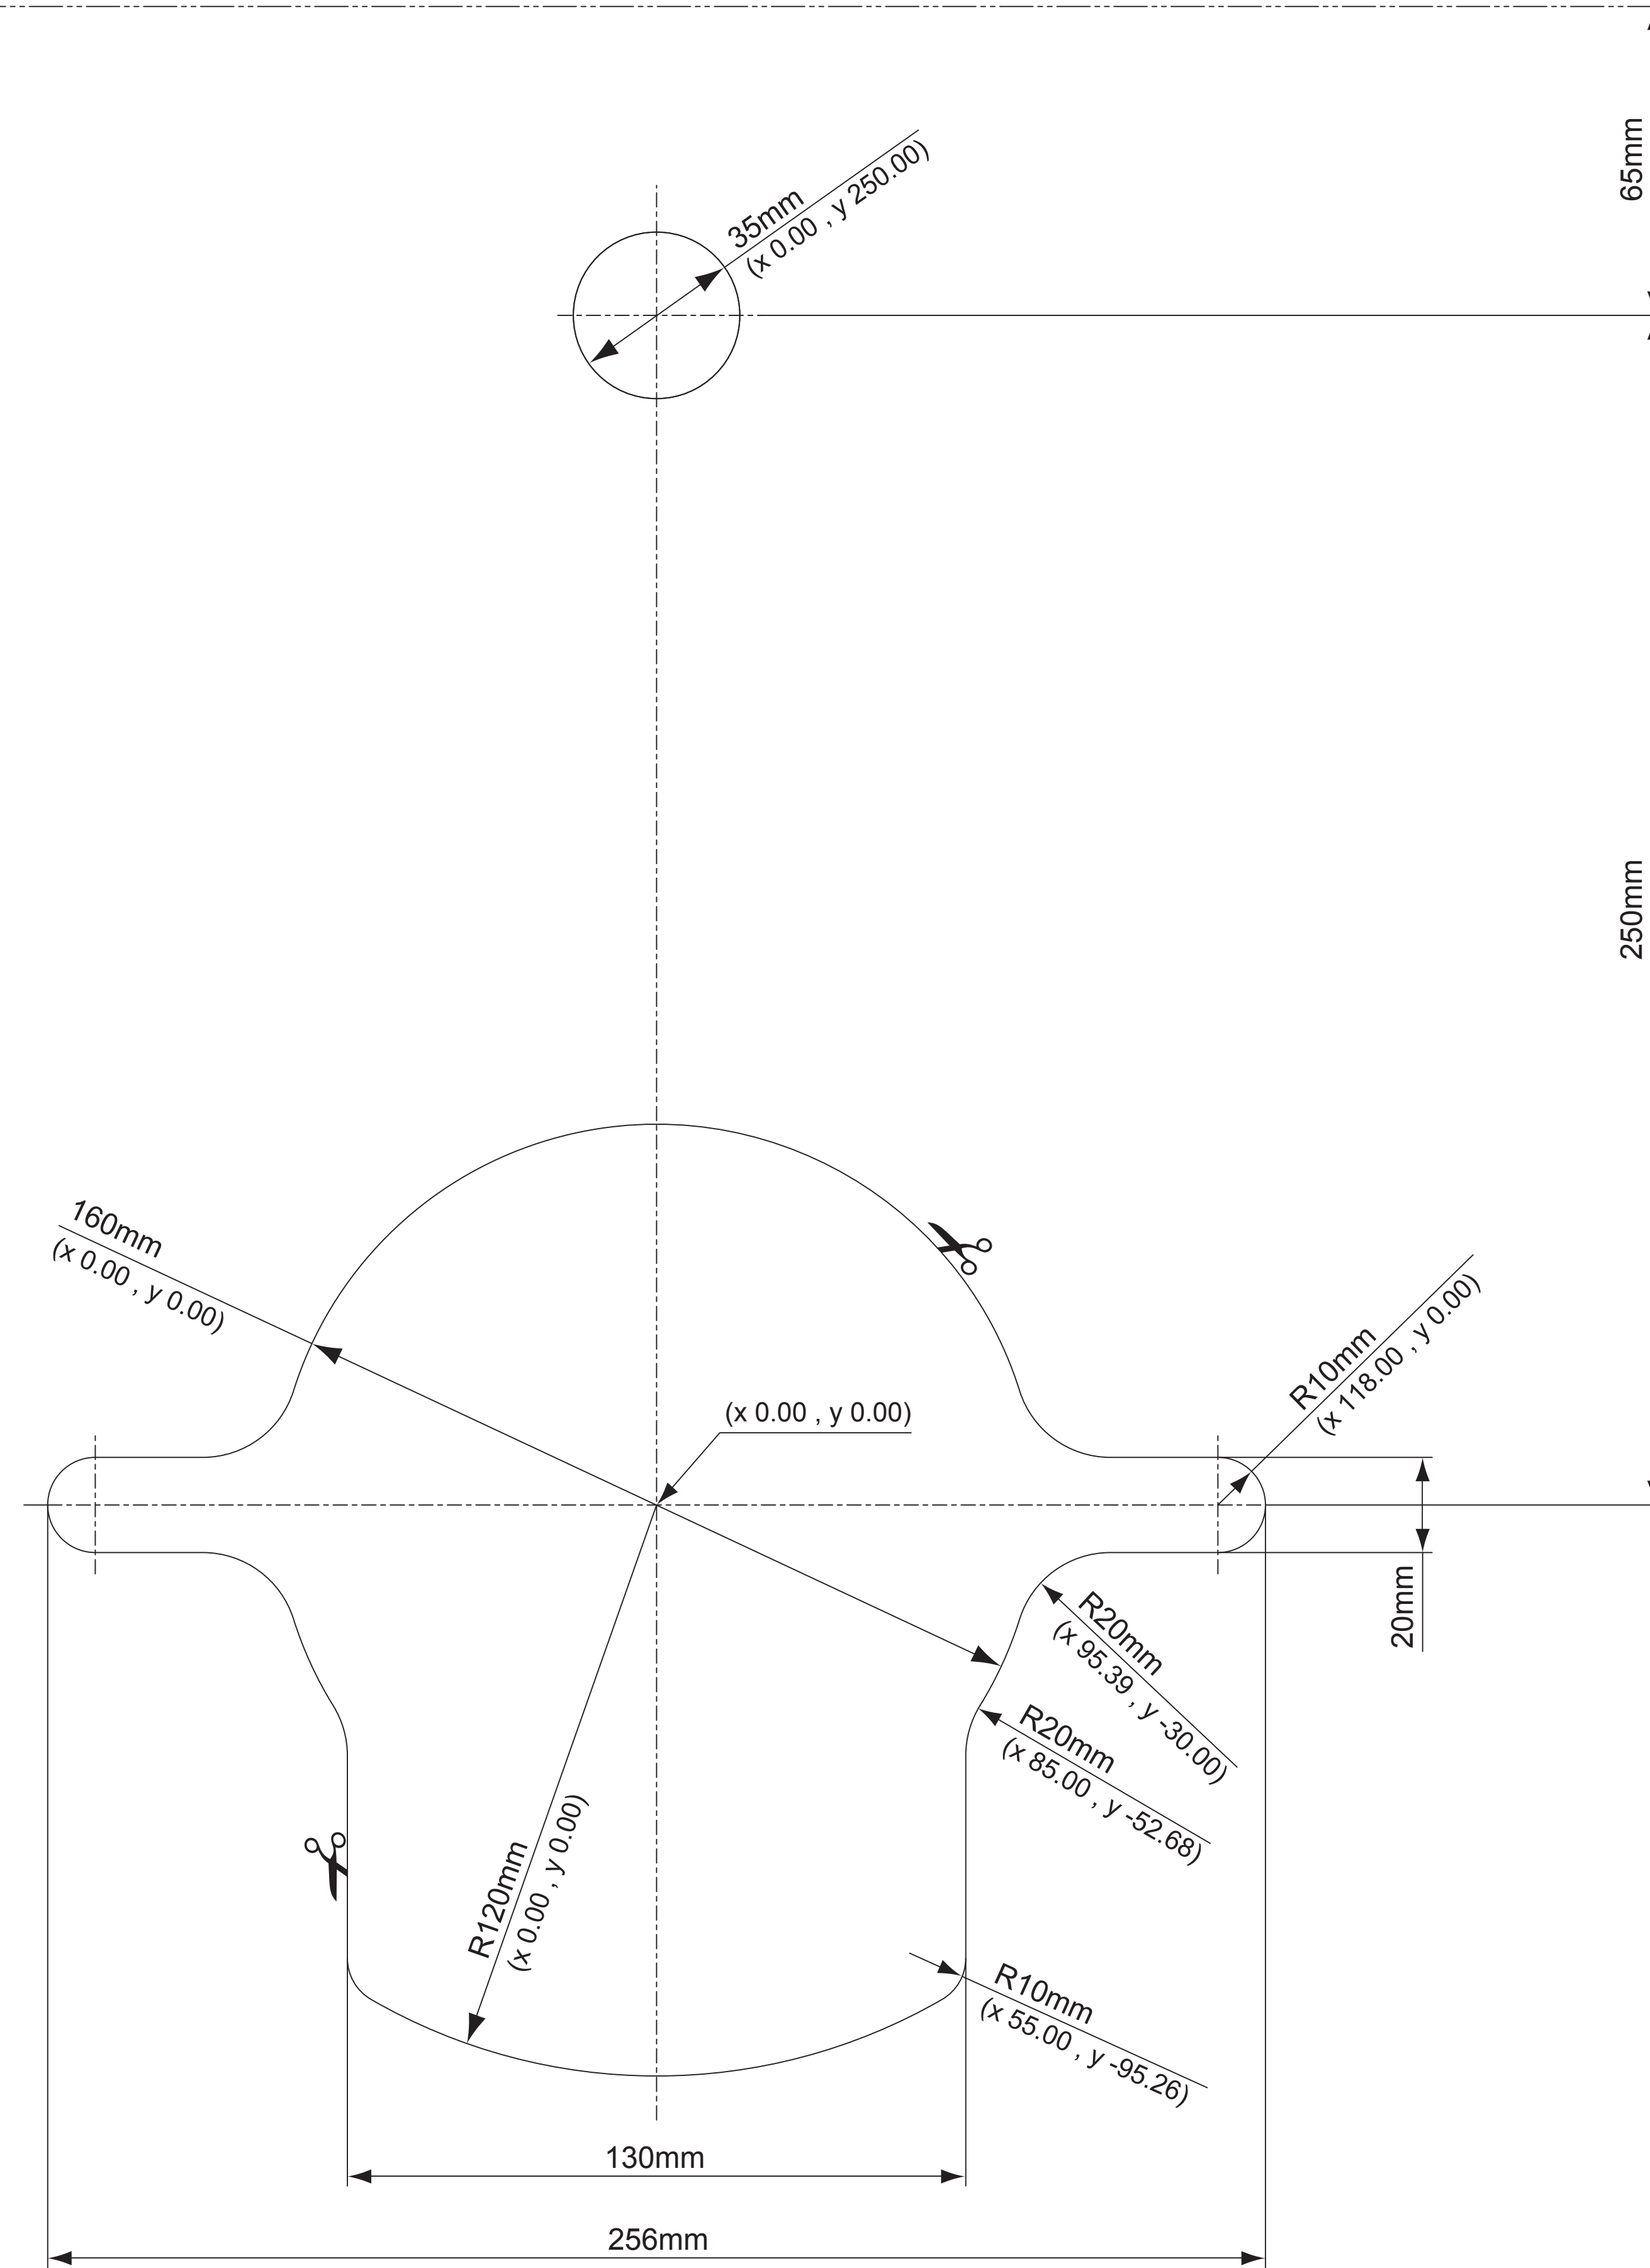 65mm
35mm
(x 0.00 , y 250.00)
250mm
160mm
(x 0.00 , y 0.00)
R10mm
(x 118.00 , y 0.00)
(x 0.00 , y 0.00)
20mm
R20mm
(x 95.39 , y -30.00)
R20mm
(x 85.00 , y -52.68)
R120mm
(x 0.00 , y 0.00)
R10mm
(x 55.00 , y -95.26)
130mm
256mm